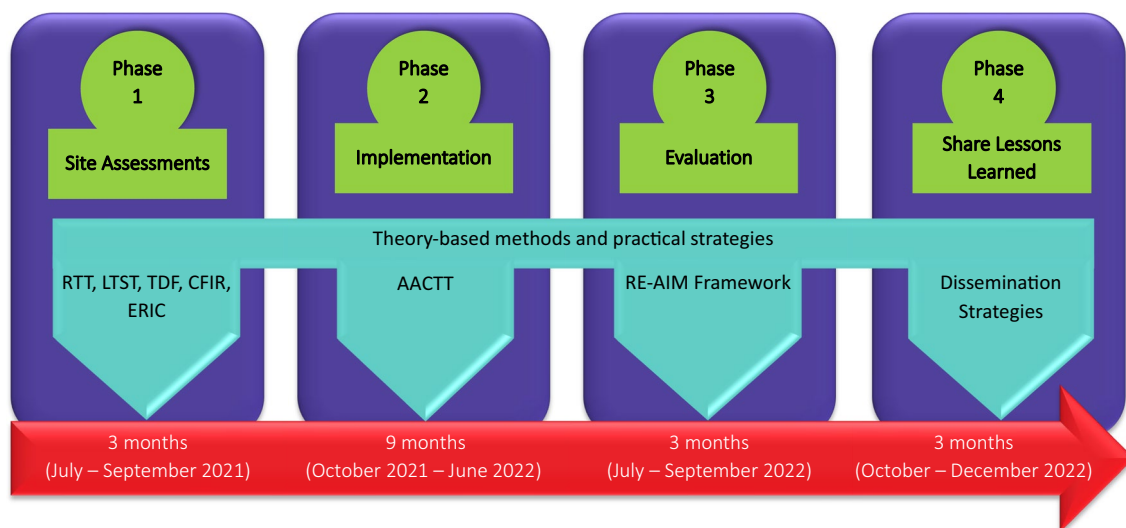 Phase
1
Site Assessments
Phase
2
Implementation
Phase
3
Evaluation
Phase
4
Share Lessons
Learned
Theory-based methods and practical strategies
RTT, LTST, TDF, CFIR,
ERIC
AACTT
RE-AIM Framework
Dissemination
Strategies
3 months
(July – September 2021)
9 months
(October 2021 – June 2022)
3 months
(July – September 2022)
3 months
(October – December 2022)